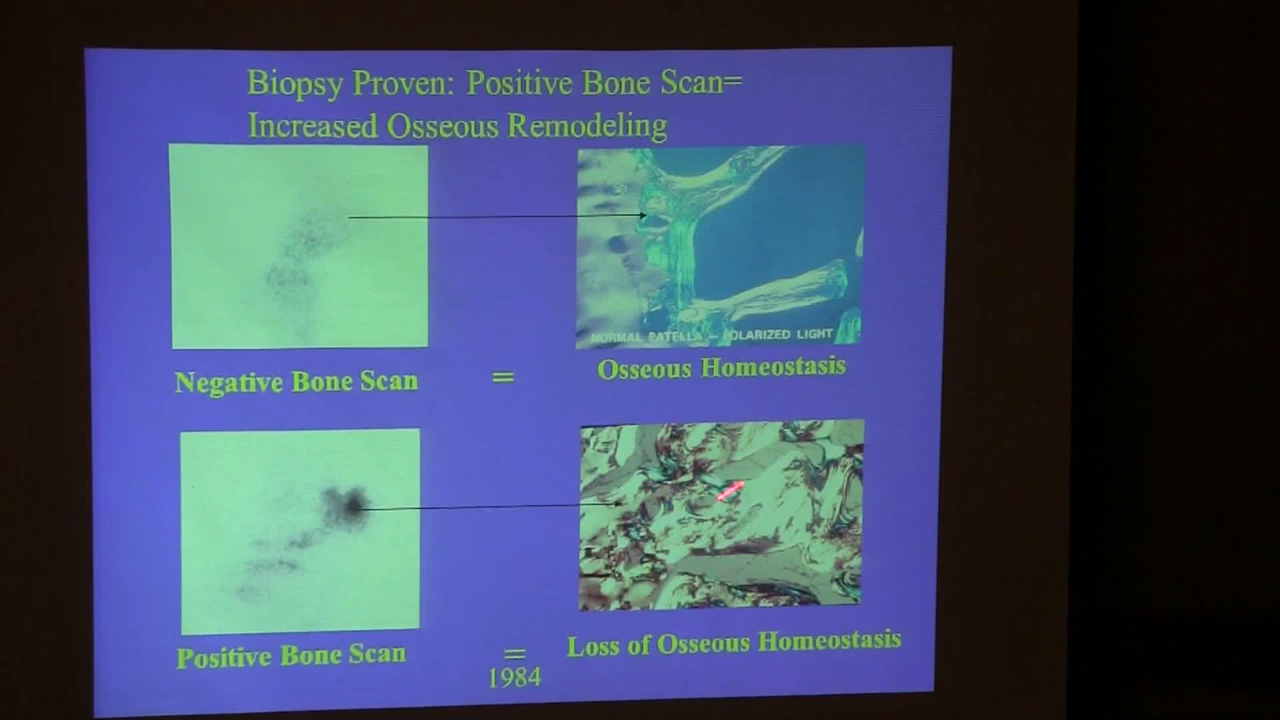 Biopsy Proven: Positive Bone Scan=
Increased Osseous Remodeling
NORMAL PATELLA – POLARIZED LIGHT
Negative Bone Scan = Osseous Homeostasis
Positive Bone Scan = Loss of Osseous Homeostasis
1984